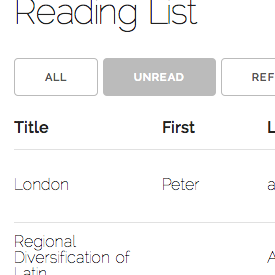 Reading List
ALL UNREAD REF
Title First L
London Peter a
Regional
Diversification of A
Latin